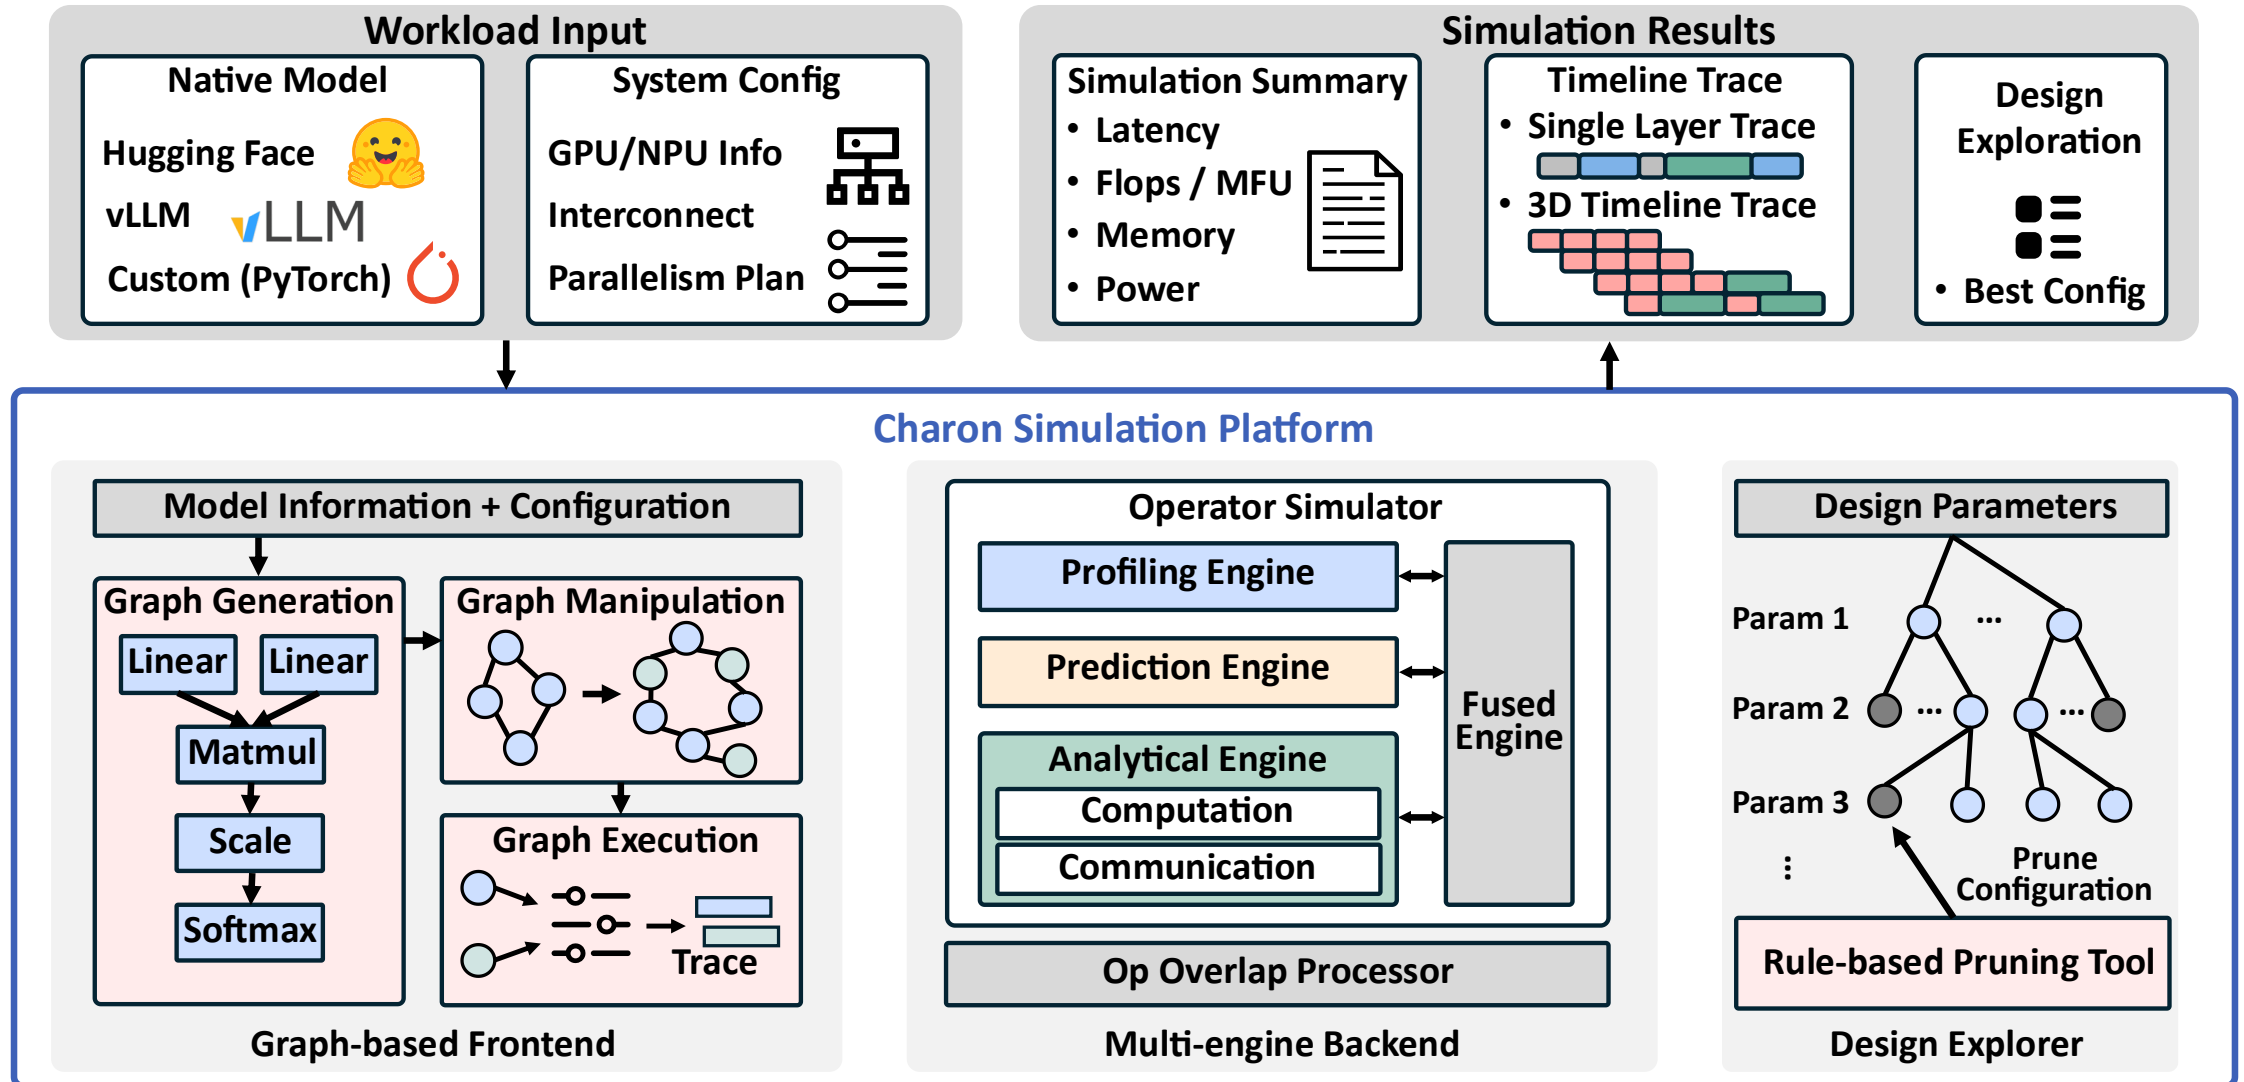 Workload Input
Native Model
Hugging Face
vLLM
vLLM
Custom (PyTorch)
System Config
GPU/NPU Info
Interconnect
Parallelism Plan
Simulation Results
Simulation Summary
• Latency
• Flops / MFU
• Memory
• Power
Timeline Trace
• Single Layer Trace
• 3D Timeline Trace
Design
Exploration
• Best Config
Charon Simulation Platform
Model Information + Configuration
Graph Generation
Linear
Linear
Matmul
Scale
Softmax
Graph Manipulation
Graph Execution
Trace
Graph-based Frontend
Operator Simulator
Profiling Engine
Prediction Engine
Analytical Engine
Computation
Communication
Fused
Engine
Op Overlap Processor
Multi-engine Backend
Design Parameters
Param 1
...
Param 2
...
...
Param 3
...
Prune
Configuration
Rule-based Pruning Tool
Design Explorer